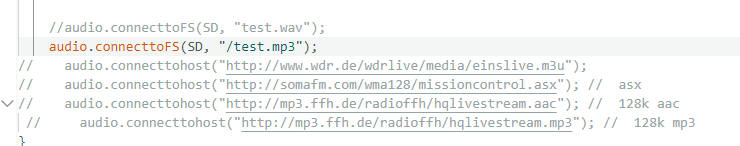 //audio.connecttoFS(SD, "test.wav");
audio.connecttoFS(SD, "/test.mp3");
//    audio.connecttohost("http://www.wdr.de/wdrlive/media/einslive.m3u");
//    audio.connecttohost("http://somafm.com/wma128/missioncontrol.asx"); //  asx
//    audio.connecttohost("http://mp3.ffh.de/radioffh/hqlivestream.aac"); //  128k aac
//      audio.connecttohost("http://mp3.ffh.de/radioffh/hqlivestream.mp3"); //  128k mp3
}